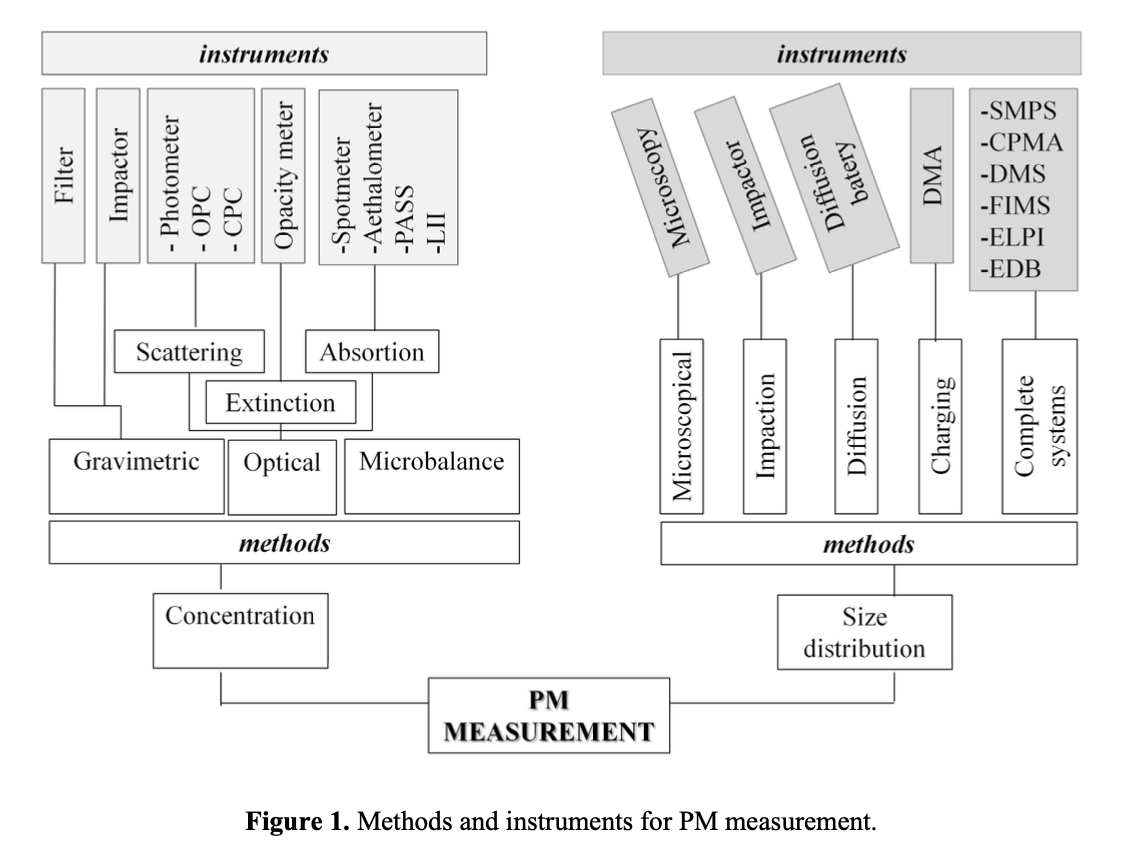 instruments
instruments
Filter
Impactor
- Photometer
- OPC
- CPC
Opacity meter
-Spotmeter
-Aethalometer
-PASS
-LII
Microscopy
Impactor
Diffusion
batery
DMA
-SMPS
-CPMA
-DMS
-FIMS
-ELPI
-EDB
Scattering
Absortion
Extinction
Gravimetric
Optical
Microbalance
Microscopical
Impaction
Diffusion
Charging
Complete
systems
methods
methods
Concentration
Size
distribution
PM
MEASUREMENT
Figure 1. Methods and instruments for PM measurement.